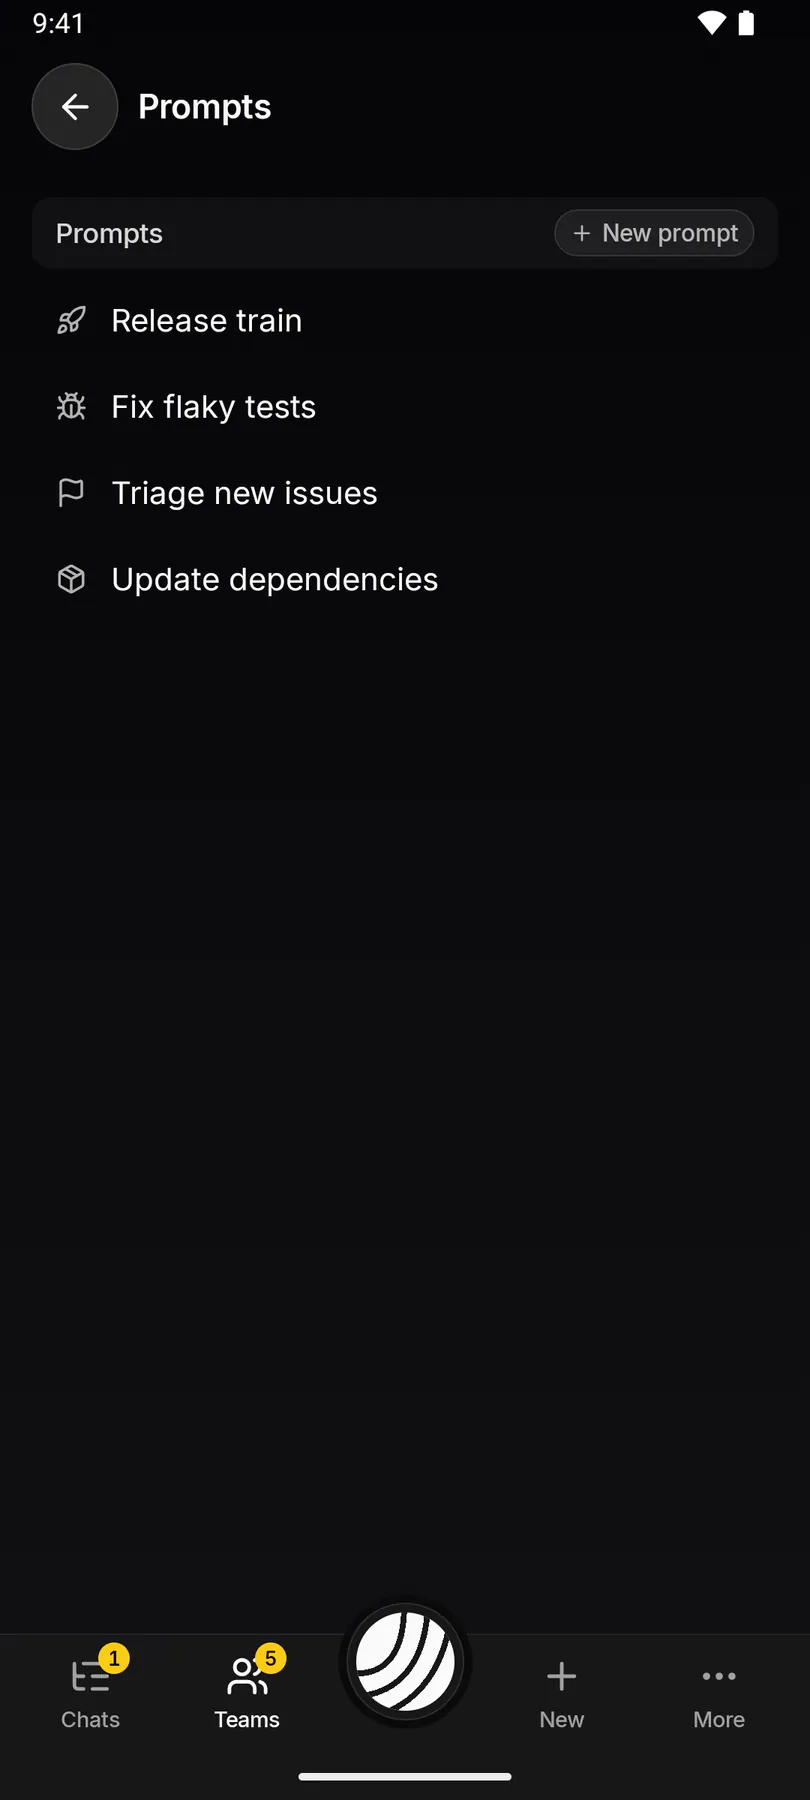 9:41
Prompts
Prompts
New prompt
Release train
Fix flaky tests
Triage new issues
Update dependencies
1
5
Chats
Teams
New
More